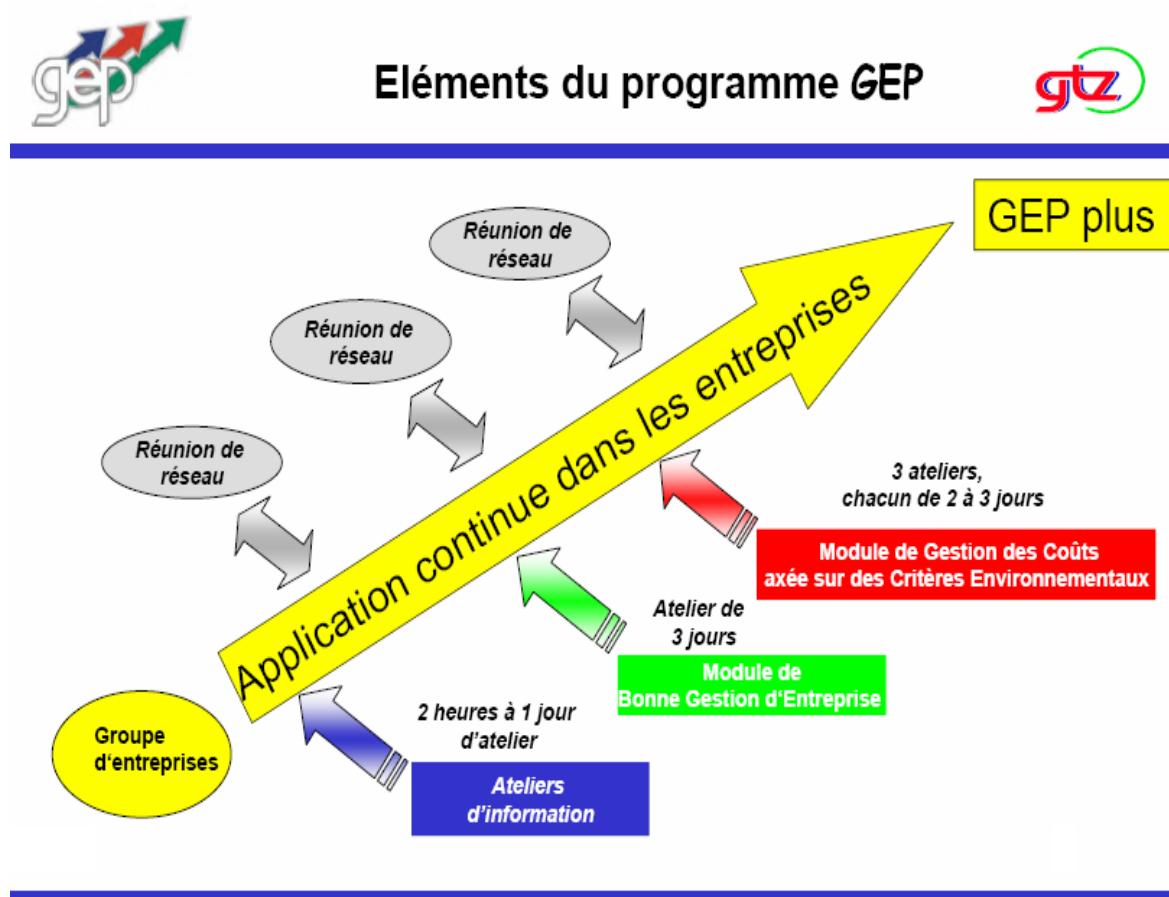 gep
Eléments du programme GEP
gtz
GEP plus
Réunion de
réseau
Réunion de
réseau
Réunion de
réseau
Application continue dans les entreprises
3 ateliers,
chacun de 2 à 3 jours
Module de Gestion des Coûts
axée sur des Critères Environnementaux
Atelier de
3 jours
Module de
Bonne Gestion d‘Entreprise
Groupe
d‘entreprises
2 heures à 1 jour
d’atelier
Ateliers
d’information